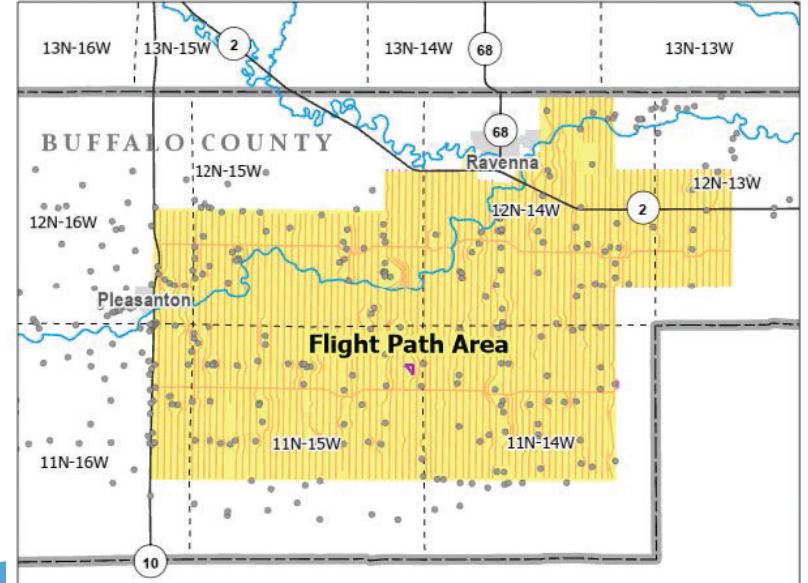 13N-16W
13N-15W
2
13N-14W
68
13N-13W
68
BUFFALO COUNTY
Ravenna
12N-15W
12N-13W
12N-16W
12N-14W
2
Pleasanton
Flight Path Area
11N-15W
11N-14W
11N-16W
10